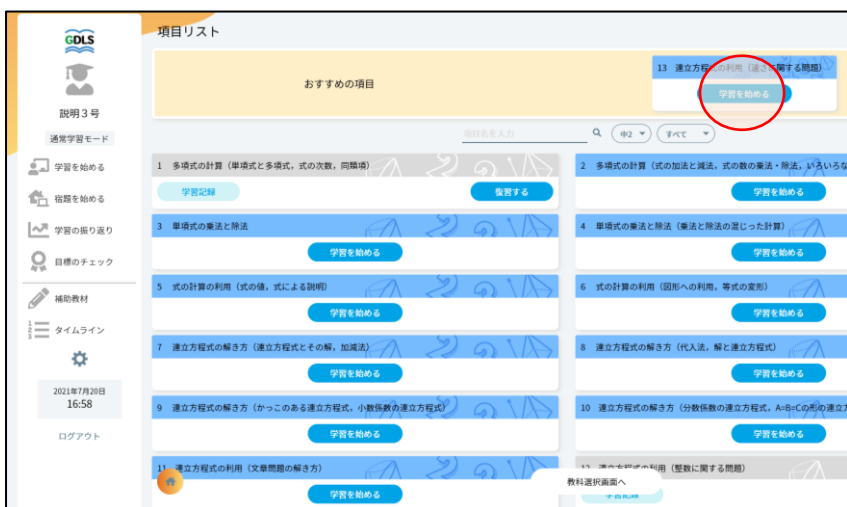 GDLS
説明3号
通常学習モード
学習を始める
宿題を始める
学習の振り返り
目標のチェック
補助教材
タイムライン
2021年7月20日
16:58
ログアウト
項目リスト
おすすめの項目
13 連立方程式の利用（速さに関する問題）
学習を始める
項目名を入力
中2
すべて
1 多項式の計算（単項式と多項式，式の次数，同類項）
学習記録
復習する
2 多項式の計算（式の加法と減法，式の数の乗法・除法，いろいろな
学習を始める
3 単項式の乗法と除法
学習を始める
4 単項式の乗法と除法（乗法と除法の混じった計算）
学習を始める
5 式の計算の利用（式の値，式による説明）
学習を始める
6 式の計算の利用（図形への利用，等式の変形）
学習を始める
7 連立方程式の解き方（連立方程式とその解，加減法）
学習を始める
8 連立方程式の解き方（代入法，解と連立方程式）
学習を始める
9 連立方程式の解き方（かっこのある連立方程式，小数係数の連立方程式）
学習を始める
10 連立方程式の解き方（分数係数の連立方程式，A=B=Cの形の連立方
学習を始める
11 連立方程式の利用（文章問題の解き方）
学習を始める
12 連立方程式の利用（整数に関する問題）
学習記録
教科選択画面へ